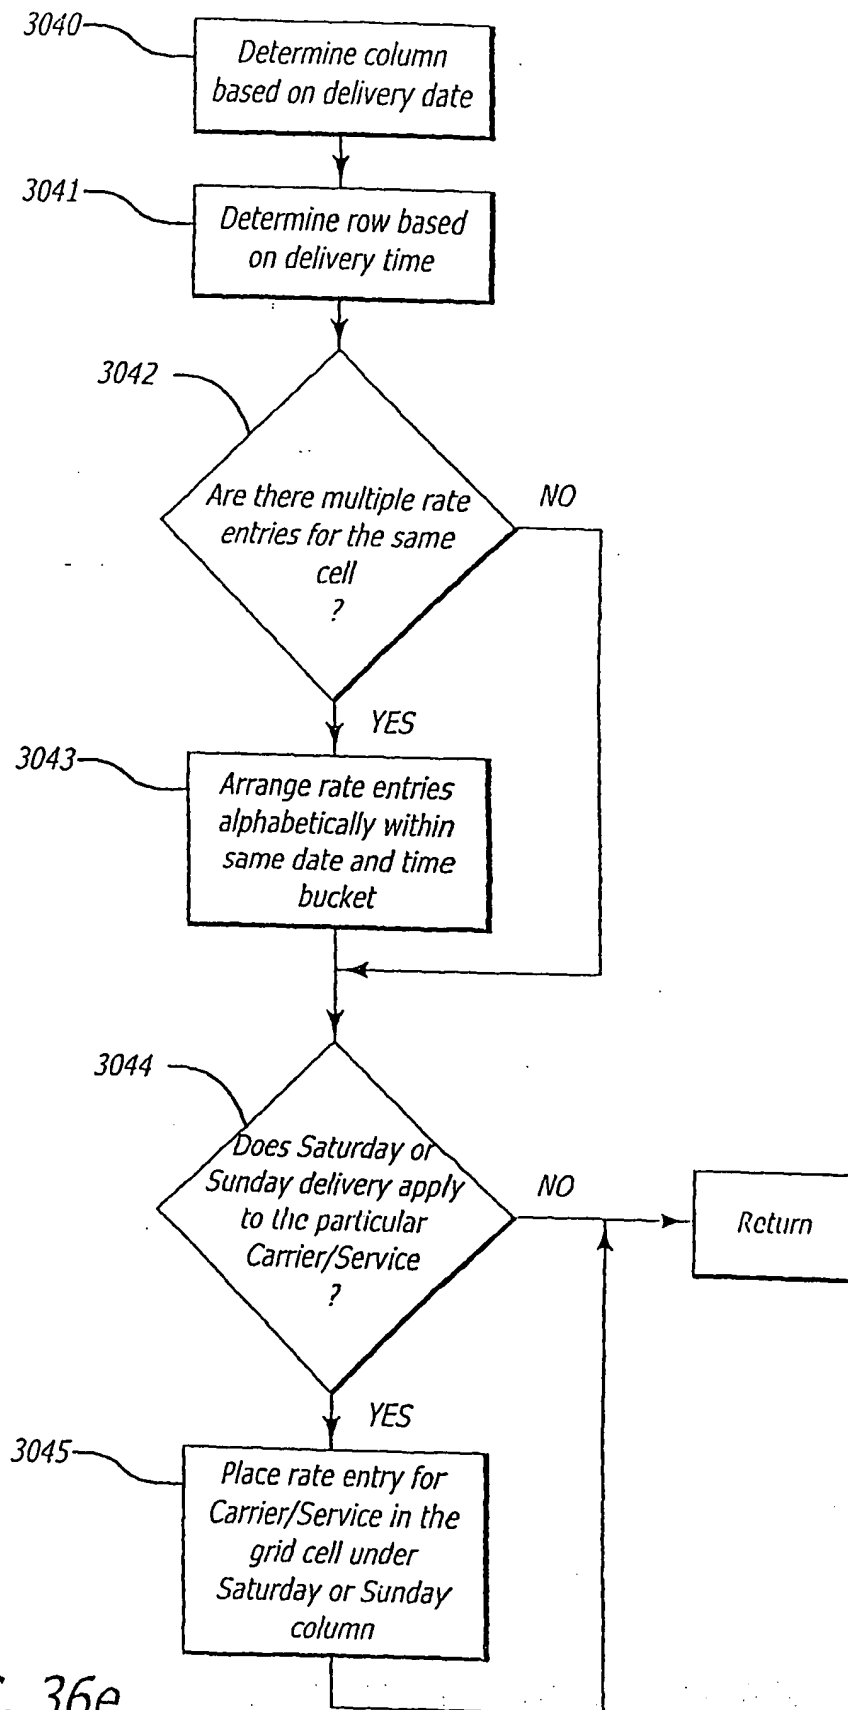 3040
Determine column
based on delivery date
3041
Determine row based
on delivery time
3042
Are there multiple rate
entries for the same
cell
?
NO
YES
3043
Arrange rate entries
alphabetically within
same date and time
bucket
3044
Does Saturday or
Sunday delivery apply
to the particular
Carrier/Service
?
NO
Return
YES
3045
Place rate entry for
Carrier/Service in the
grid cell under
Saturday or Sunday
column
36e